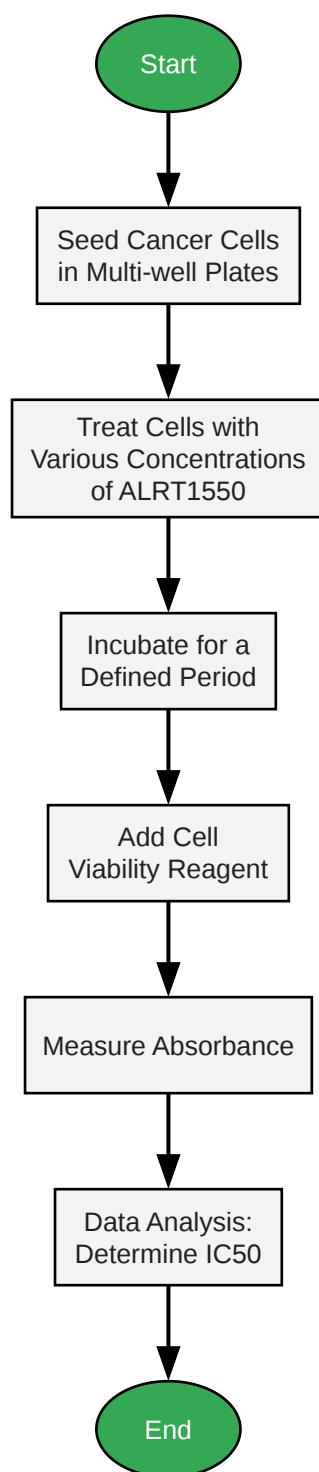 Start
Seed Cancer Cells
in Multi-well Plates
Treat Cells with
Various Concentrations
of ALRT1550
Incubate for a
Defined Period
Add Cell
Viability Reagent
Measure Absorbance
Data Analysis:
Determine IC50
End